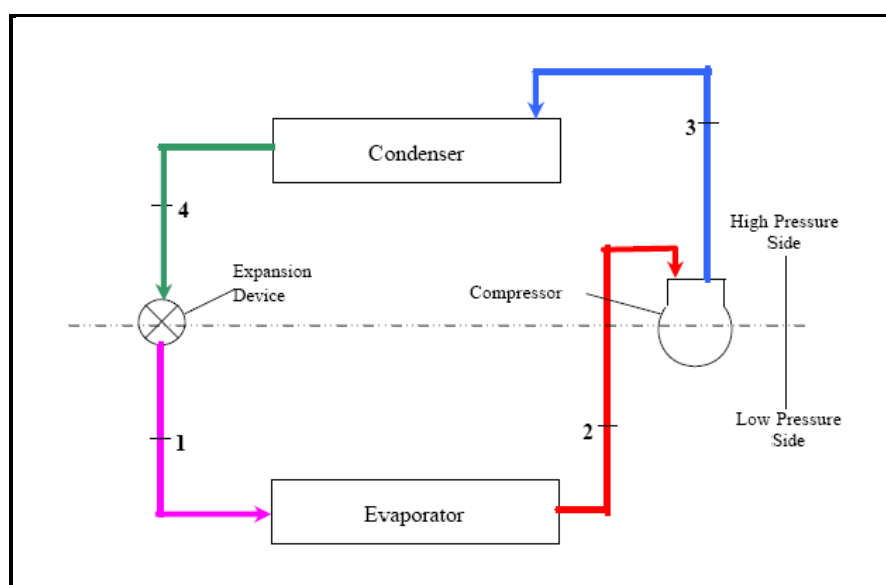 Condenser
3
4
High Pressure
Side
Expansion
Device
Compressor
Low Pressure
Side
1
2
Evaporator